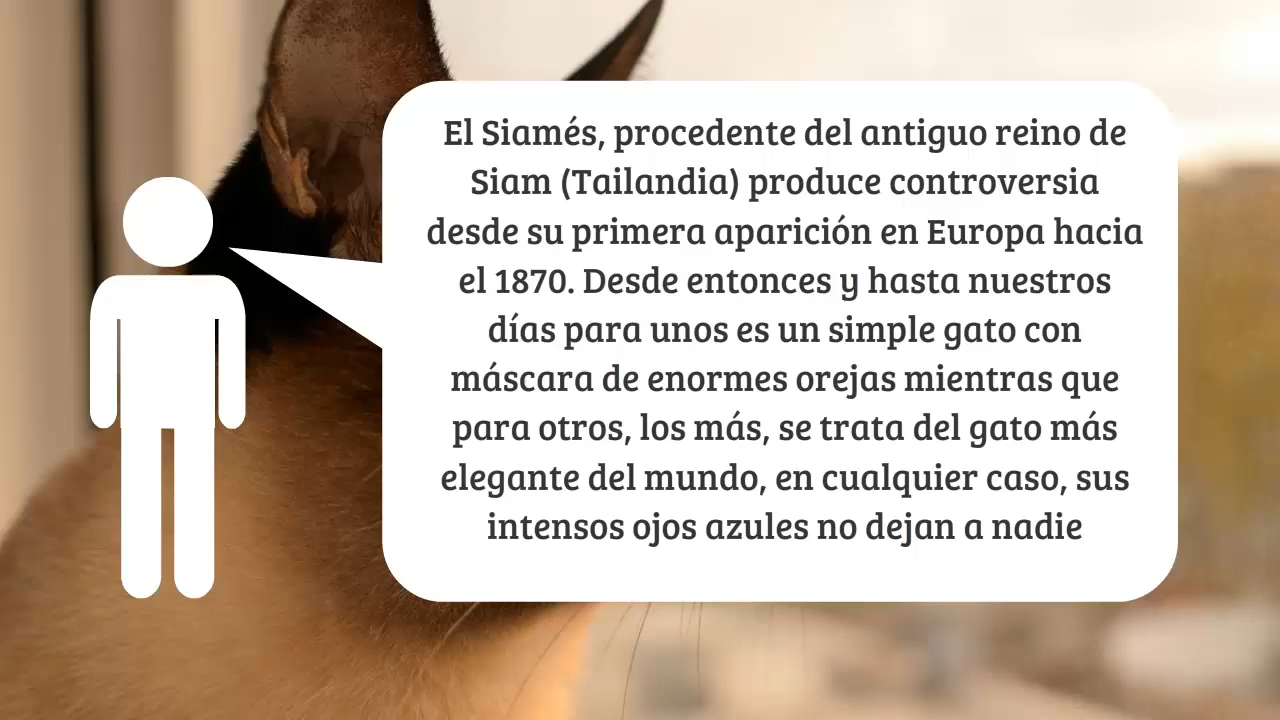 El Siamés, procedente del antiguo reino de
Siam (Tailandia) produce controversia
desde su primera aparición en Europa hacia
el 1870. Desde entonces y hasta nuestros
días para unos es un simple gato con
máscara de enormes orejas mientras que
para otros, los más, se trata del gato más
elegante del mundo, en cualquier caso, sus
intensos ojos azules no dejan a nadie